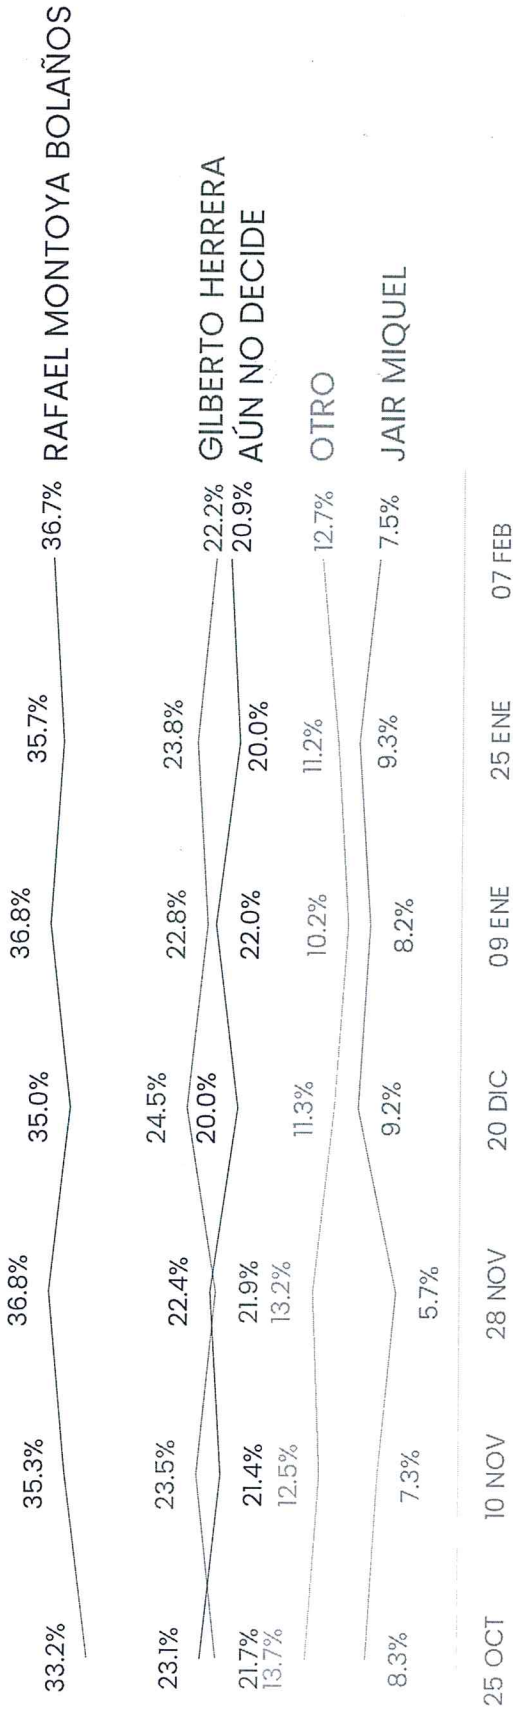 33.2% 35.3% 36.8% 35.0% 36.8% 35.7% 36.7% RAFAEL MONTOYA BOLAÑOS
23.1% 23.5% 22.4% 24.5% 22.8% 23.8% 22.2% GILBERTO HERRERA
21.7% 21.4% 21.9% 20.0% 22.0% 20.0% 20.9% AÚN NO DECIDE
13.7% 12.5% 13.2% 11.3% 10.2% 11.2% 12.7% OTRO
8.3% 7.3% 5.7% 9.2% 8.2% 9.3% 7.5% JAIR MIQUEL
25 OCT 10 NOV 28 NOV 20 DIC 09 ENE 25 ENE 07 FEB